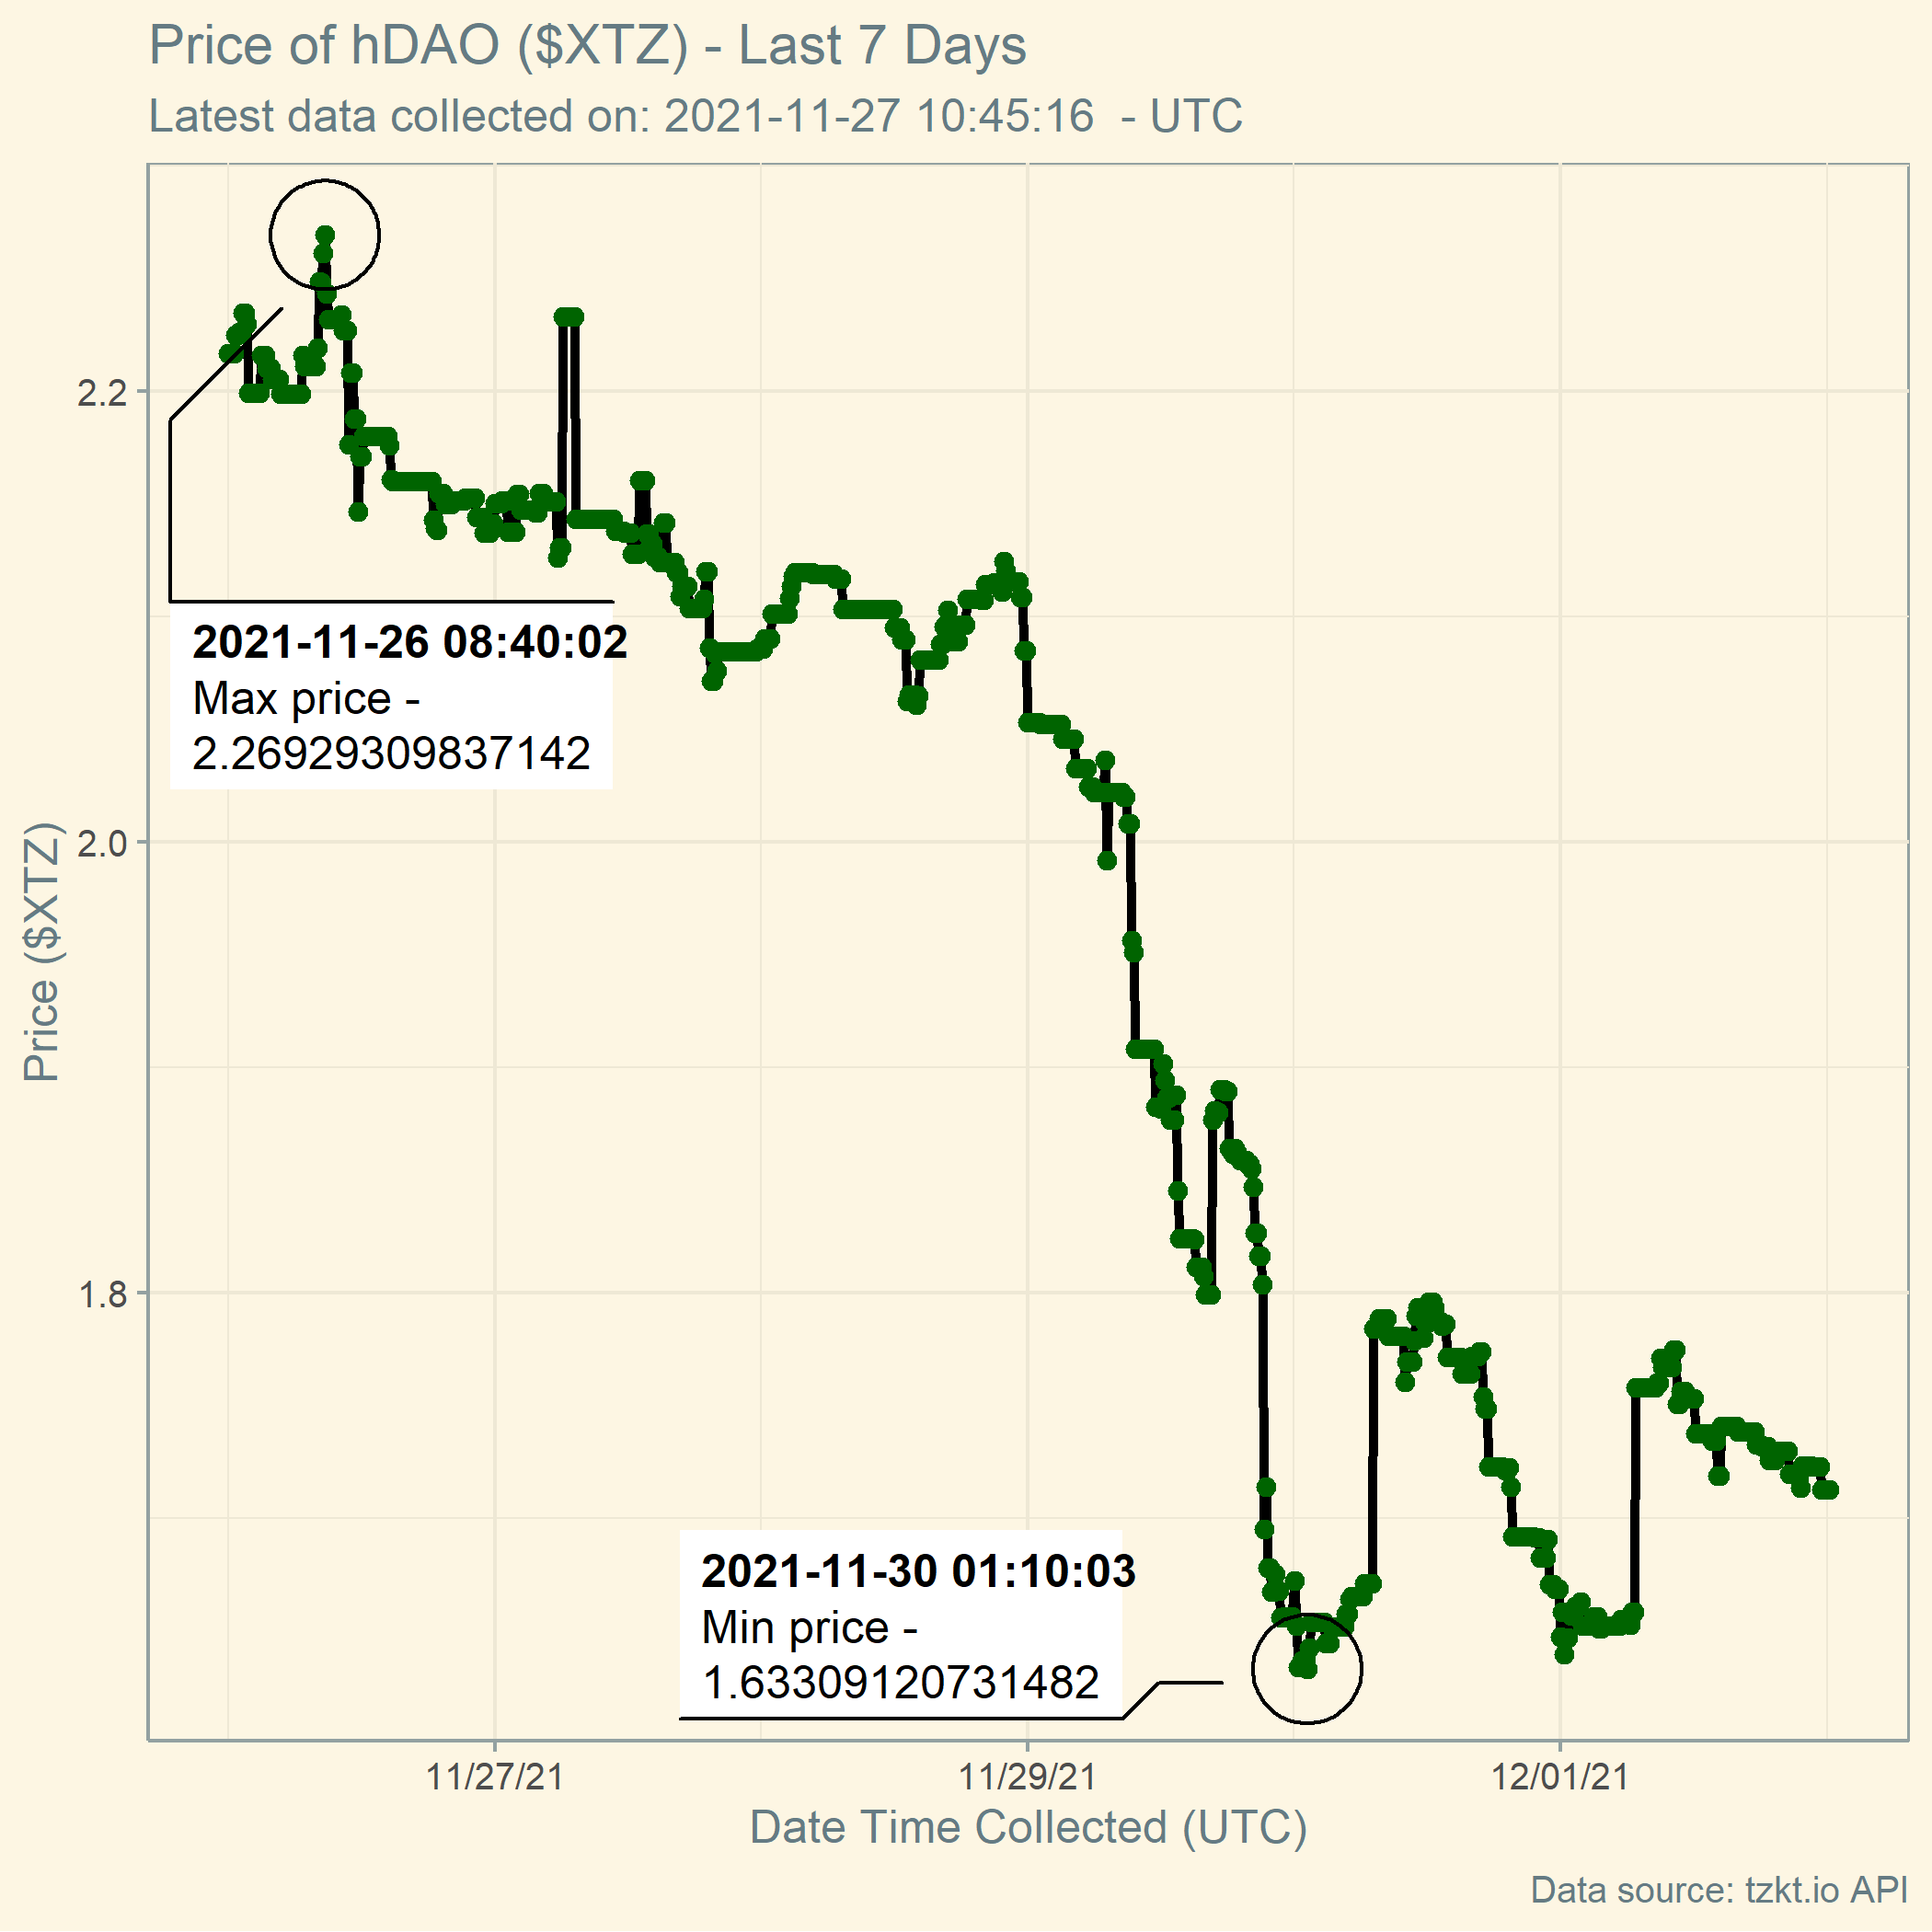 Price of hDAO ($XTZ) - Last 7 Days
Latest data collected on: 2021-11-27 10:45:16  - UTC
2.2
2.0
1.8
Price ($XTZ)
2021-11-26 08:40:02
Max price -
2.26929309837142
2021-11-30 01:10:03
Min price -
1.63309120731482
11/27/21
11/29/21
12/01/21
Date Time Collected (UTC)
Data source: tzkt.io API